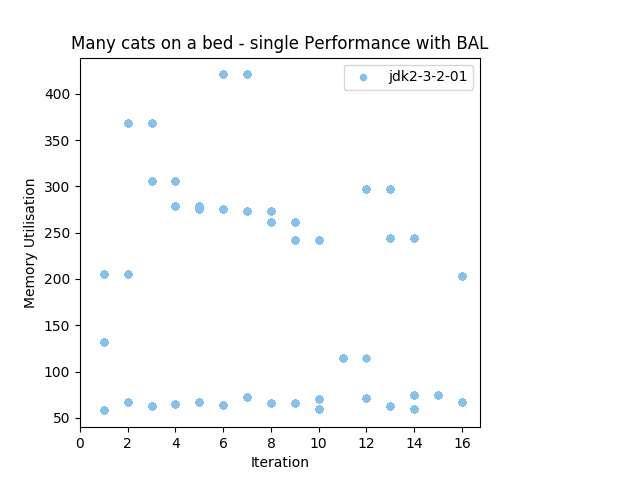 Many cats on a bed - single Performance with BAL
jdk2-3-2-01
400
350
300
250
200
150
100
50
Memory Utilisation
0 2 4 6 8 10 12 14 16
Iteration